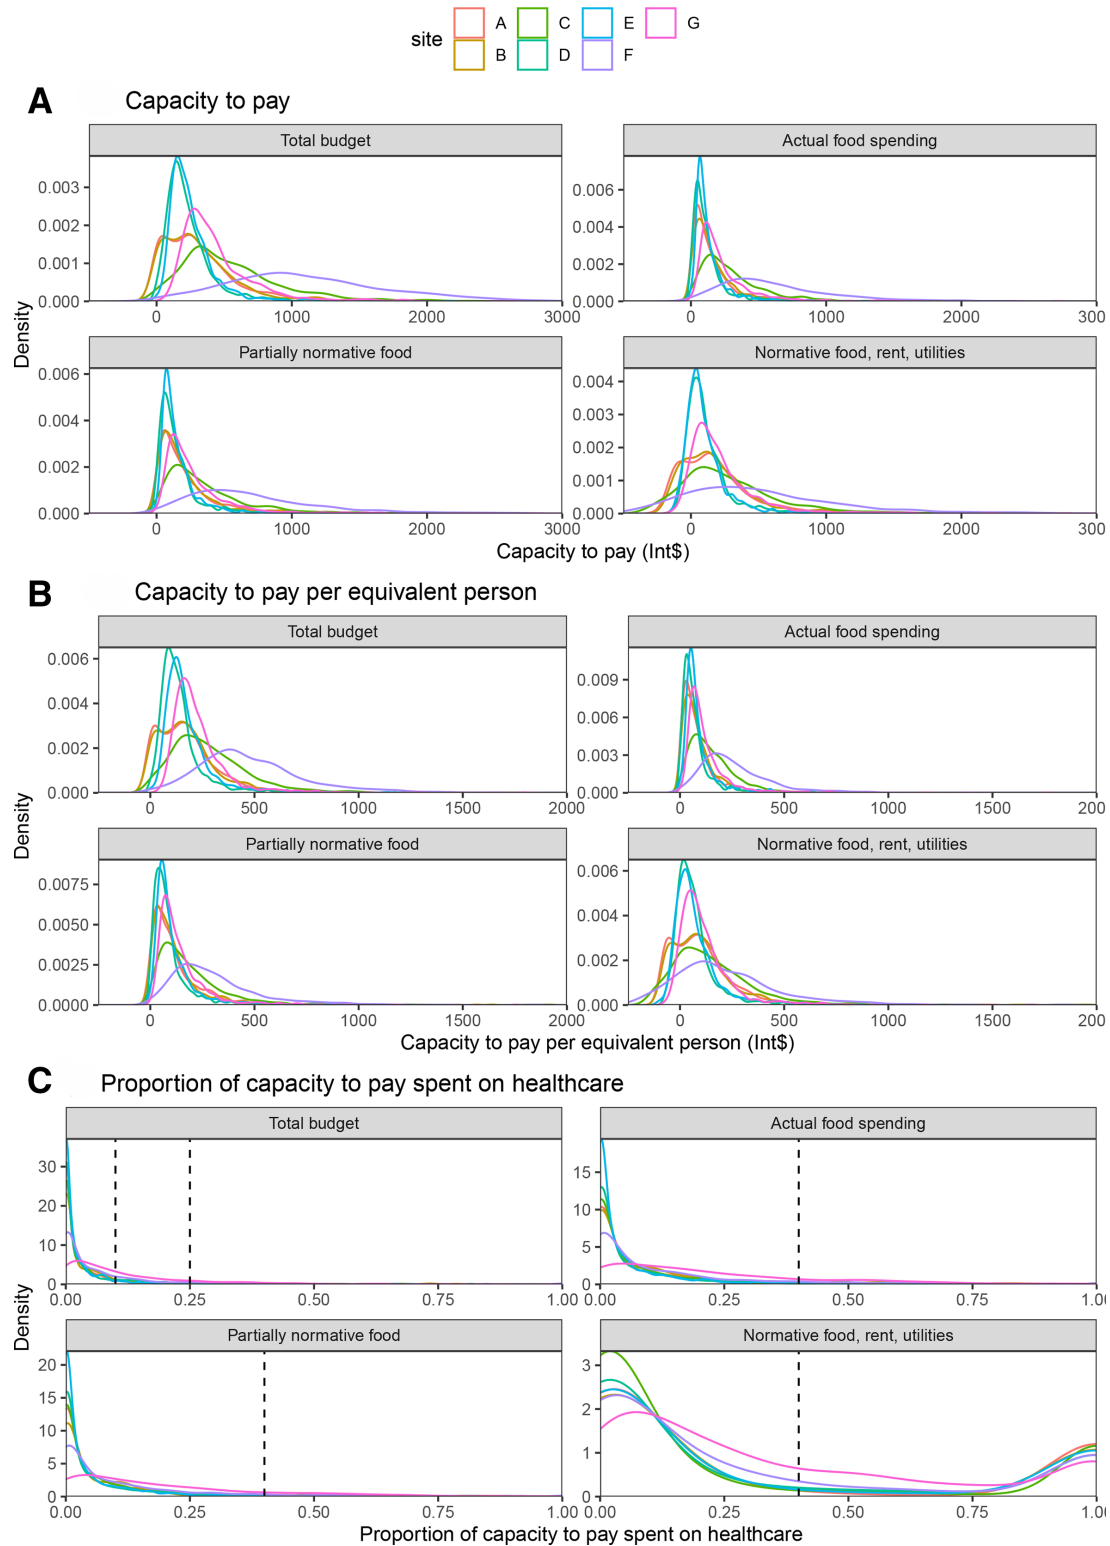 site A C E G
B D F
A Capacity to pay
Total budget Actual food spending
0.003 0.006
0.002 0.004
0.001 0.002
0.000 0.000
0 1000 2000 3000 0 1000 2000 300
Density
Partially normative food Normative food, rent, utilities
0.006 0.004
0.004 0.003
0.002 0.002
0.001
0.000 0.000
0 1000 2000 3000 0 1000 2000 300
Capacity to pay (Int$)
B Capacity to pay per equivalent person
Total budget Actual food spending
0.006 0.009
0.004 0.006
0.002 0.003
0.000 0.000
0 500 1000 1500 2000 0 500 1000 1500 200
Density
Partially normative food Normative food, rent, utilities
0.0075 0.006
0.0050 0.004
0.0025 0.002
0.0000 0.000
0 500 1000 1500 2000 0 500 1000 1500 200
Capacity to pay per equivalent person (Int$)
C Proportion of capacity to pay spent on healthcare
Total budget Actual food spending
30 15
20 10
10 5
0 0
0.00 0.25 0.50 0.75 1.00 0.00 0.25 0.50 0.75 1.0
Density
Partially normative food Normative food, rent, utilities
20 3
15 2
10 1
5
0 0
0.00 0.25 0.50 0.75 1.00 0.00 0.25 0.50 0.75 1.00
Proportion of capacity to pay spent on healthcare